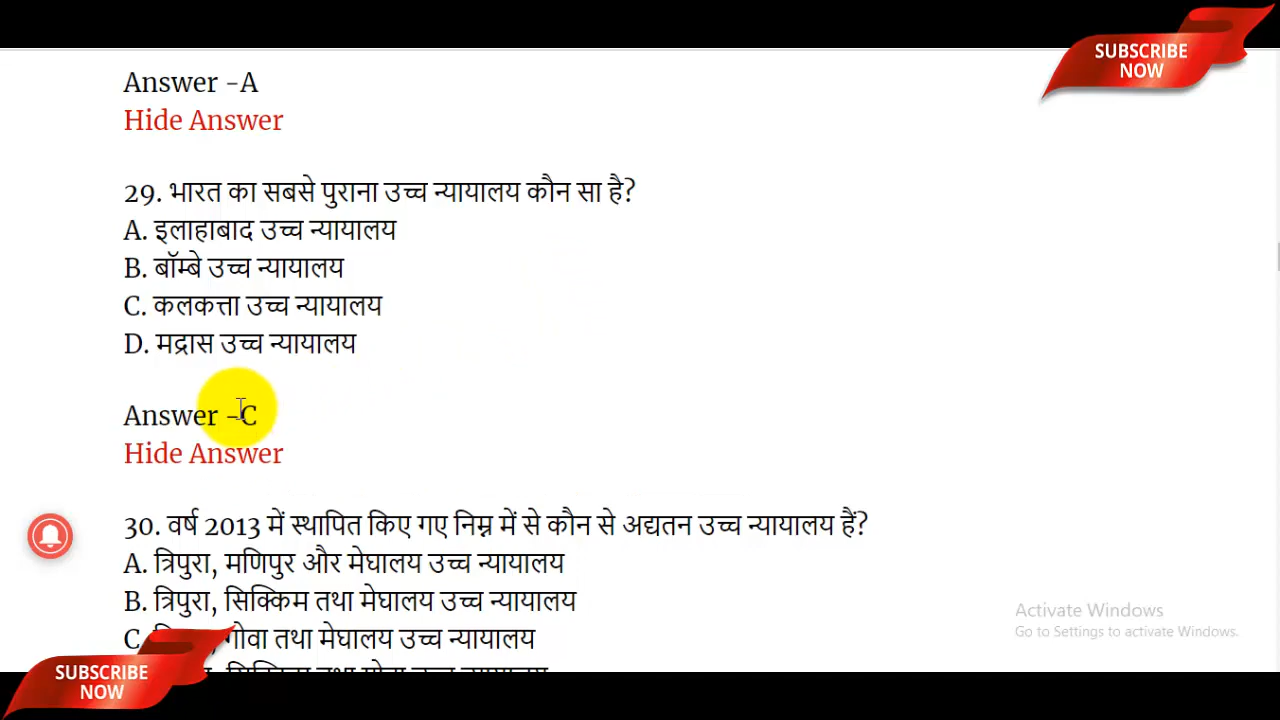 SUBSCRIBE
NOW
Answer -A
Hide Answer
29. भारत का सबसे पुराना उच्च न्यायालय कौन सा है?
A. इलाहाबाद उच्च न्यायालय
B. बॉम्बे उच्च न्यायालय
C. कलकत्ता उच्च न्यायालय
D. मद्रास उच्च न्यायालय
Answer -C
Hide Answer
30. वर्ष 2013 में स्थापित किए गए निम्न में से कौन से अद्यतन उच्च न्यायालय हैं?
A. त्रिपुरा, मणिपुर और मेघालय उच्च न्यायालय
B. त्रिपुरा, सिक्किम तथा मेघालय उच्च न्यायालय
C. गोवा तथा मेघालय उच्च न्यायालय
Activate Windows
Go to Settings to activate Windows.
SUBSCRIBE
NOW